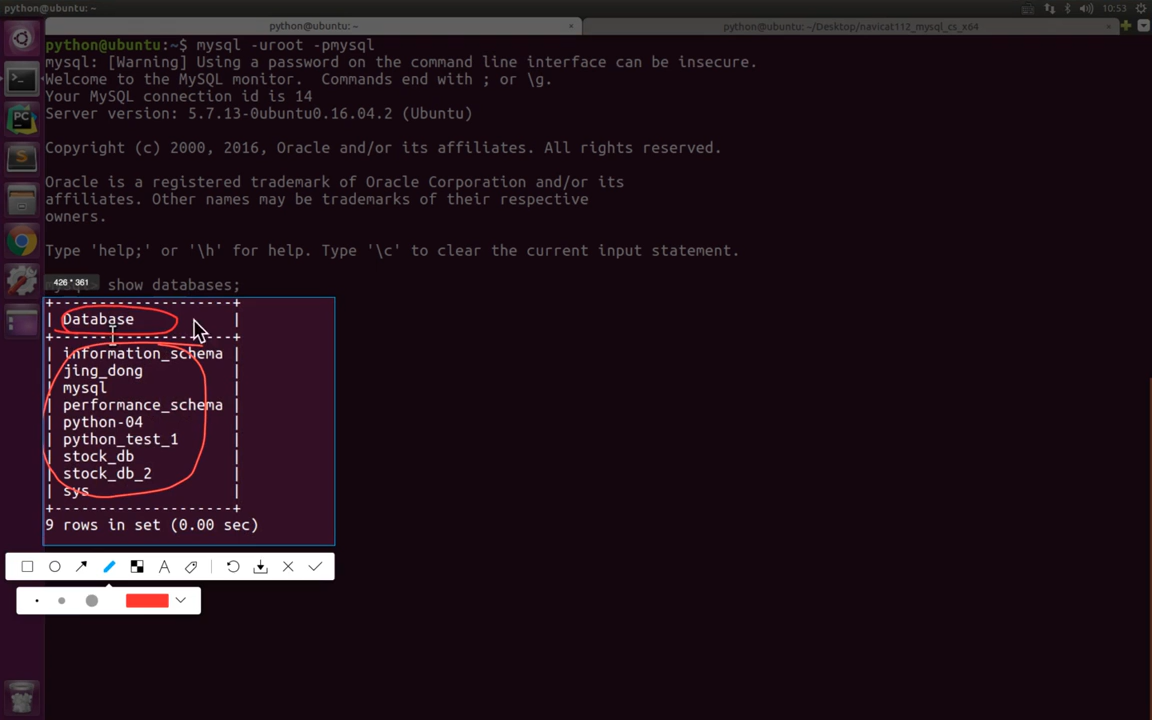 python@ubuntu: ~
10:53
python@ubuntu: ~ × python@ubuntu: ~/Desktop/navicat112_mysql_cs_x64 ×
python@ubuntu:~$ mysql -uroot -pmysql
mysql: [Warning] Using a password on the command line interface can be insecure.
Welcome to the MySQL monitor.  Commands end with ; or \g.
Your MySQL connection id is 14
Server version: 5.7.13-0ubuntu0.16.04.2 (Ubuntu)
Copyright (c) 2000, 2016, Oracle and/or its affiliates. All rights reserved.
Oracle is a registered trademark of Oracle Corporation and/or its
affiliates. Other names may be trademarks of their respective
owners.
Type 'help;' or '\h' for help. Type '\c' to clear the current input statement.
426 * 361
show databases;
+--------------------+
| Database           |
+--------------------+
| information_schema |
| jing_dong          |
| mysql              |
| performance_schema |
| python-04          |
| python_test_1      |
| stock_db           |
| stock_db_2         |
| sys                |
+--------------------+
9 rows in set (0.00 sec)
A
PC
S